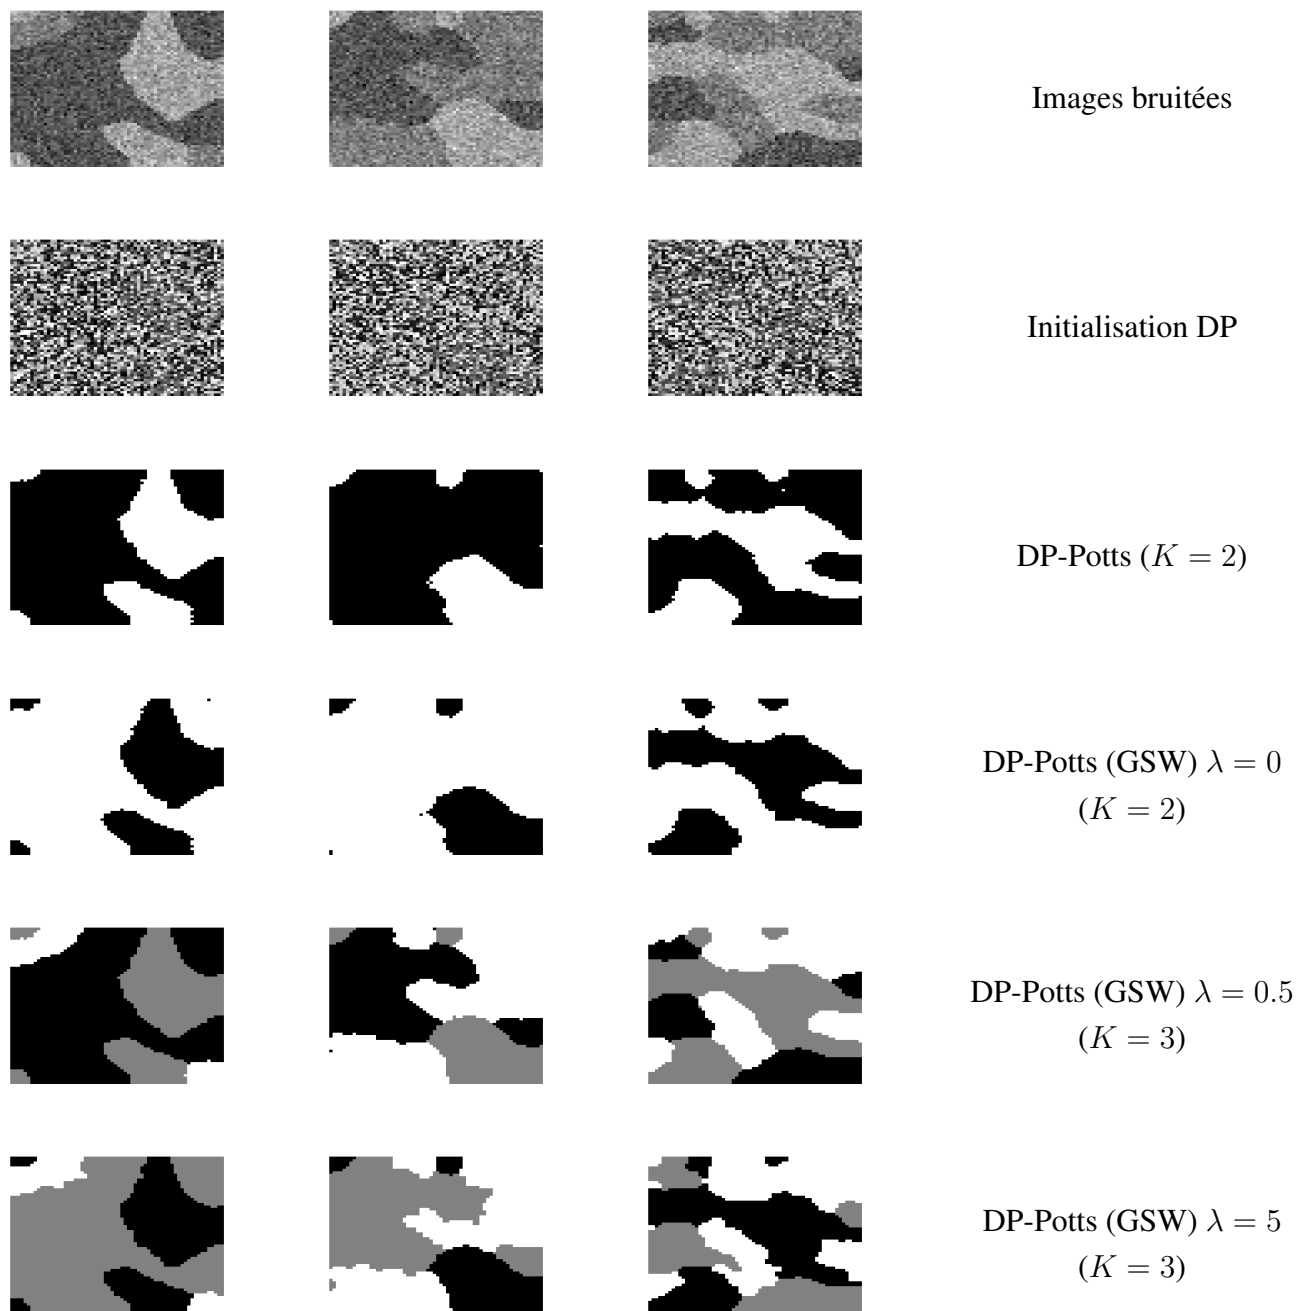 Images bruitées
Initialisation DP
DP-Potts (K = 2)
DP-Potts (GSW) λ = 0
(K = 2)
DP-Potts (GSW) λ = 0.5
(K = 3)
DP-Potts (GSW) λ = 5
(K = 3)